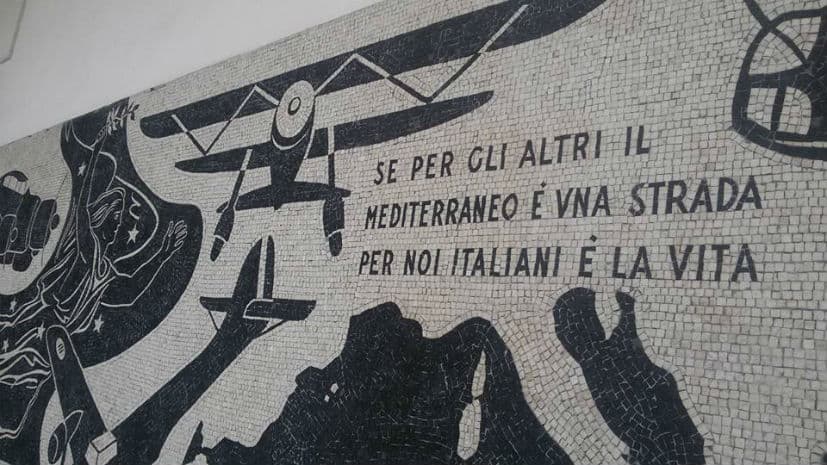 SE PER GLI ALTRI IL
MEDITERRANEO È VNA STRADA
PER NOI ITALIANI È LA VITA